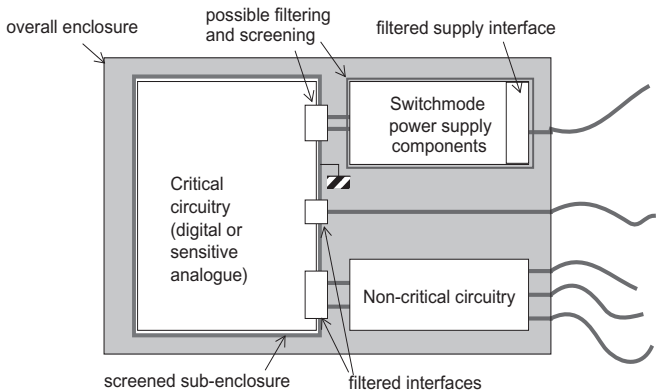 overall enclosure
possible filtering
and screening
filtered supply interface
Switchmode
power supply
components
Critical
circuitry
(digital or
sensitive
analogue)
Non-critical circuitry
screened sub-enclosure
filtered interfaces